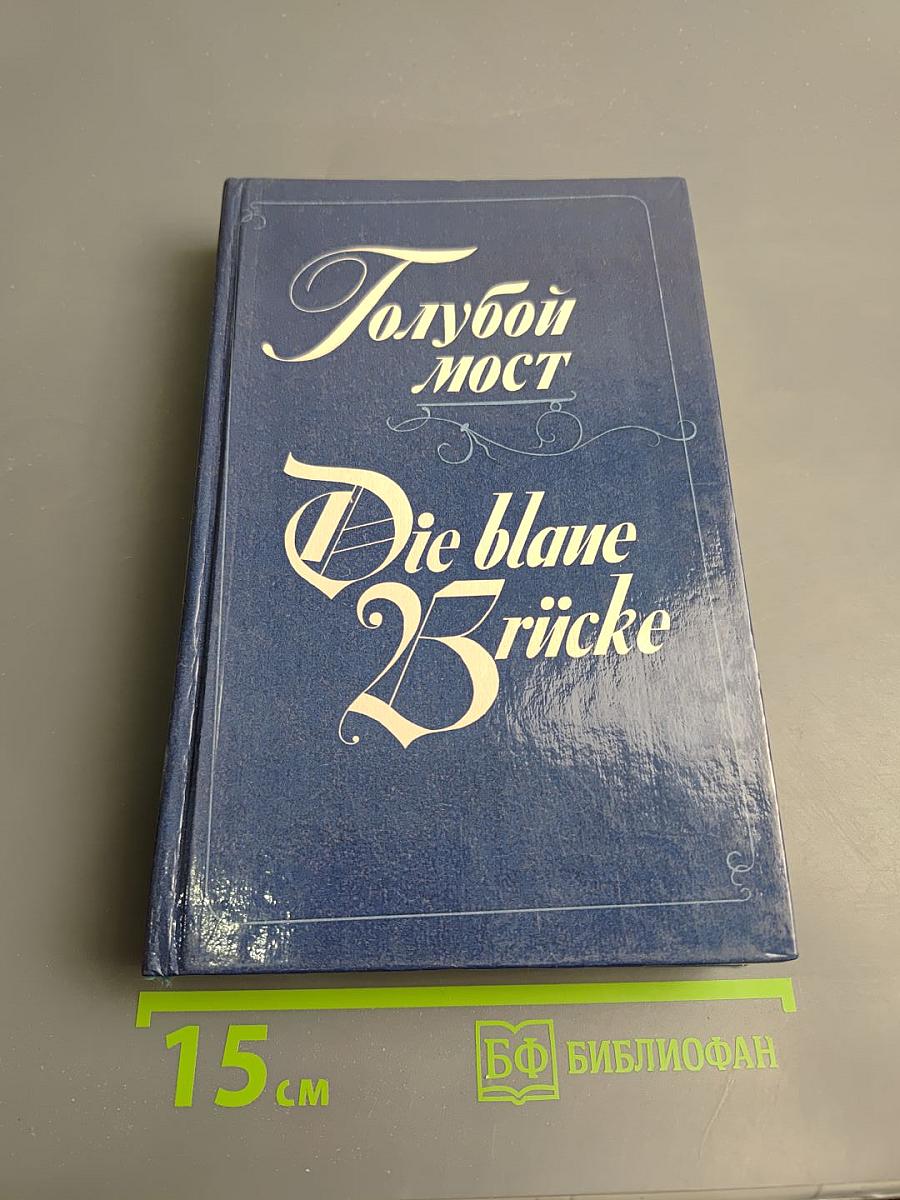 Голубой
мост
Die blaue
Brücke
15 см
БФ БИБЛИОФАН